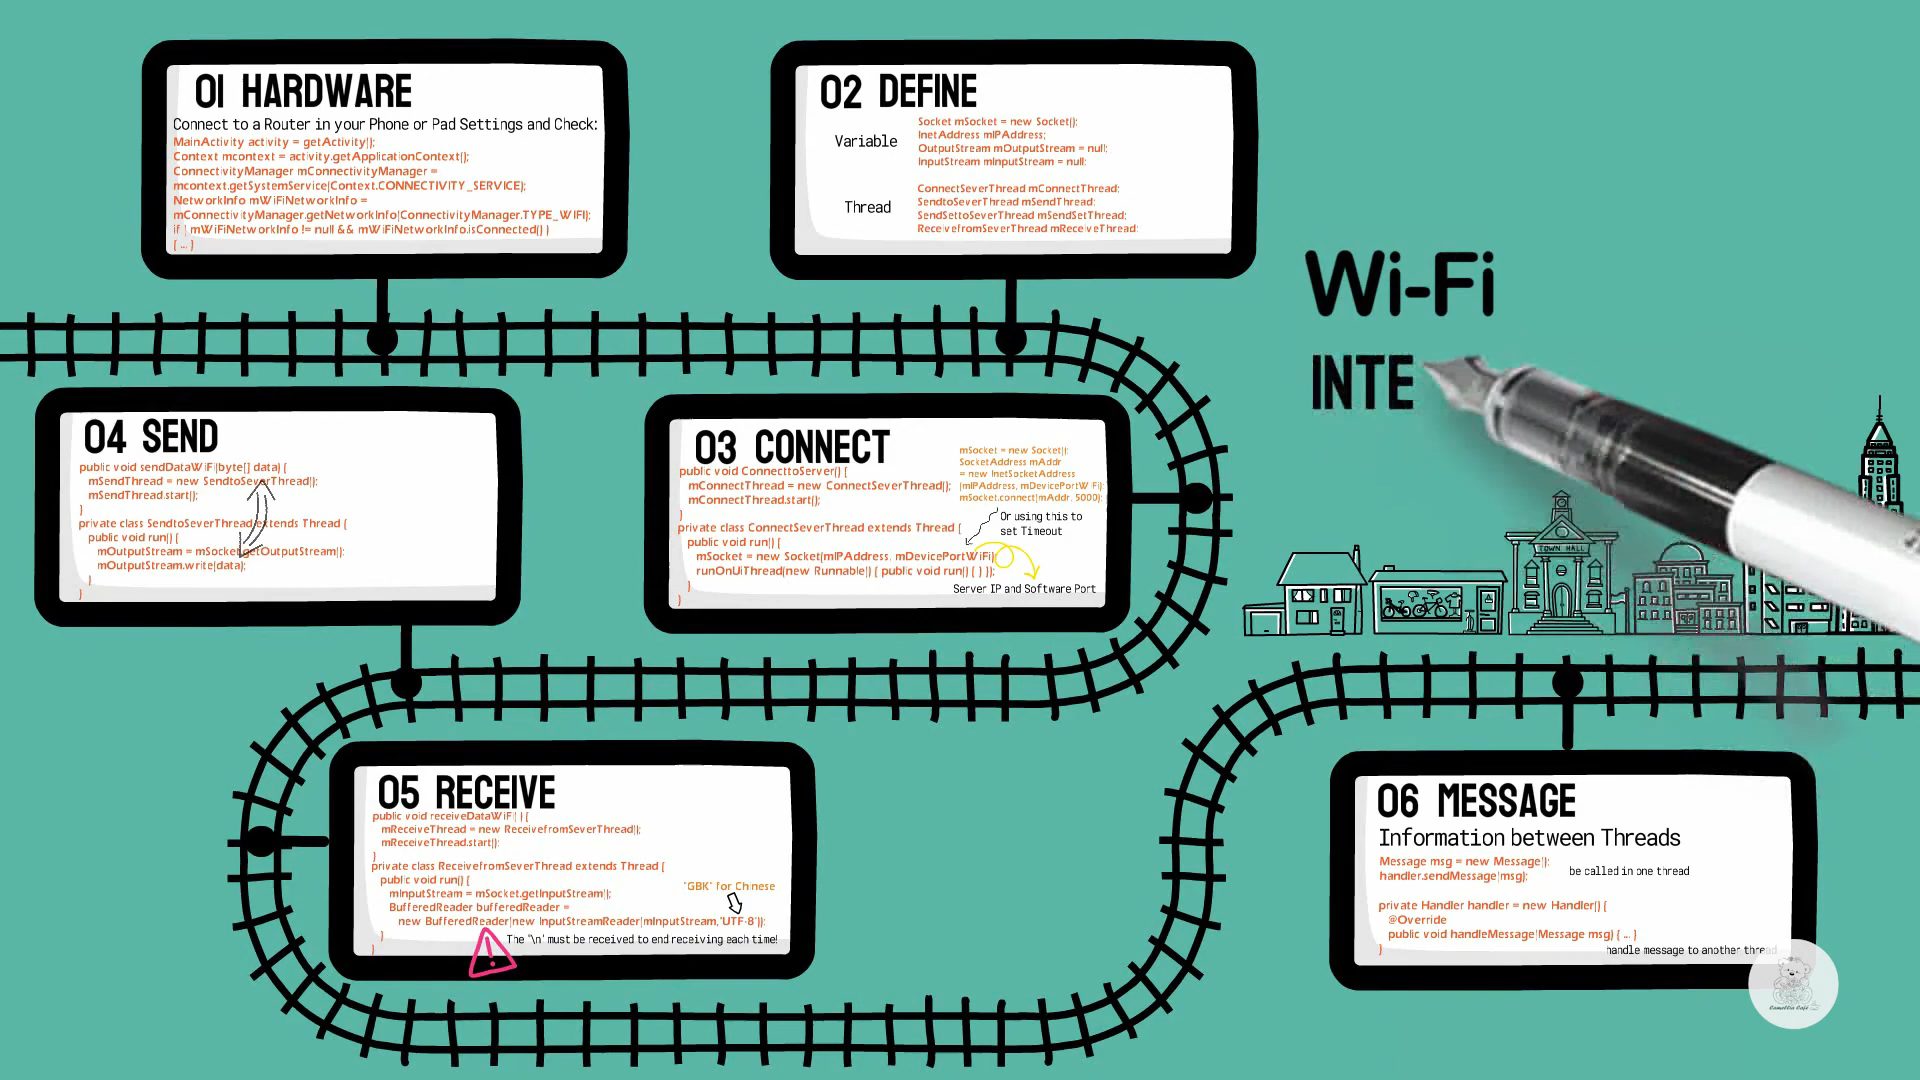 01 HARDWARE
Connect to a Router in your Phone or Pad Settings and Check:
MainActivity activity = getActivity();
Context mcontext = activity.getApplicationContext();
ConnectivityManager mConnectivityManager =
mcontext.getSystemService(Context.CONNECTIVITY_SERVICE);
NetworkInfo mWiFiNetworkInfo =
mConnectivityManager.getNetworkInfo(ConnectivityManager.TYPE_WIFI);
if ( mWiFiNetworkInfo != null && mWiFiNetworkInfo.isConnected() )
{ ... }
02 DEFINE
Variable
Socket mSocket = new Socket();
InetAddress mIPAddress;
OutputStream mOutputStream = null;
InputStream mInputStream = null;
Thread
ConnectSeverThread mConnectThread;
SendtoSeverThread mSendThread;
SendSettoSeverThread mSendSetThread;
ReceivefromSeverThread mReceiveThread;
Wi-Fi
INTE
03 CONNECT
public void ConnecttoServer() {
mConnectThread = new ConnectSeverThread();
mConnectThread.start();
}
private class ConnectSeverThread extends Thread {
public void run() {
mSocket = new Socket(mIPAddress, mDevicePortWiFi);
runOnUiThread(new Runnable() { public void run() { } });
}
}
mSocket = new Socket();
SocketAddress mAddr
= new InetSocketAddress
(mIPAddress, mDevicePortWiFi);
mSocket.connect(mAddr, 5000);
Or using this to
set Timeout
Server IP and Software Port
04 SEND
public void sendDataWiFi(byte[] data) {
mSendThread = new SendtoSeverThread();
mSendThread.start();
}
private class SendtoSeverThread extends Thread {
public void run() {
mOutputStream = mSocket.getOutputStream();
mOutputStream.write(data);
}
}
TOWN HALL
05 RECEIVE
public void receiveDataWiFi( ) {
mReceiveThread = new ReceivefromSeverThread();
mReceiveThread.start();
}
private class ReceivefromSeverThread extends Thread {
public void run() {
mInputStream = mSocket.getInputStream();
BufferedReader bufferedReader =
new BufferedReader(new InputStreamReader(mInputStream,"UTF-8"));
}
}
"GBK" for Chinese
The "\n" must be received to end receiving each time!
06 MESSAGE
Information between Threads
Message msg = new Message();
handler.sendMessage(msg);
be called in one thread
private Handler handler = new Handler() {
@Override
public void handleMessage(Message msg) { ... }
}
handle message to another thread
Camellia Café